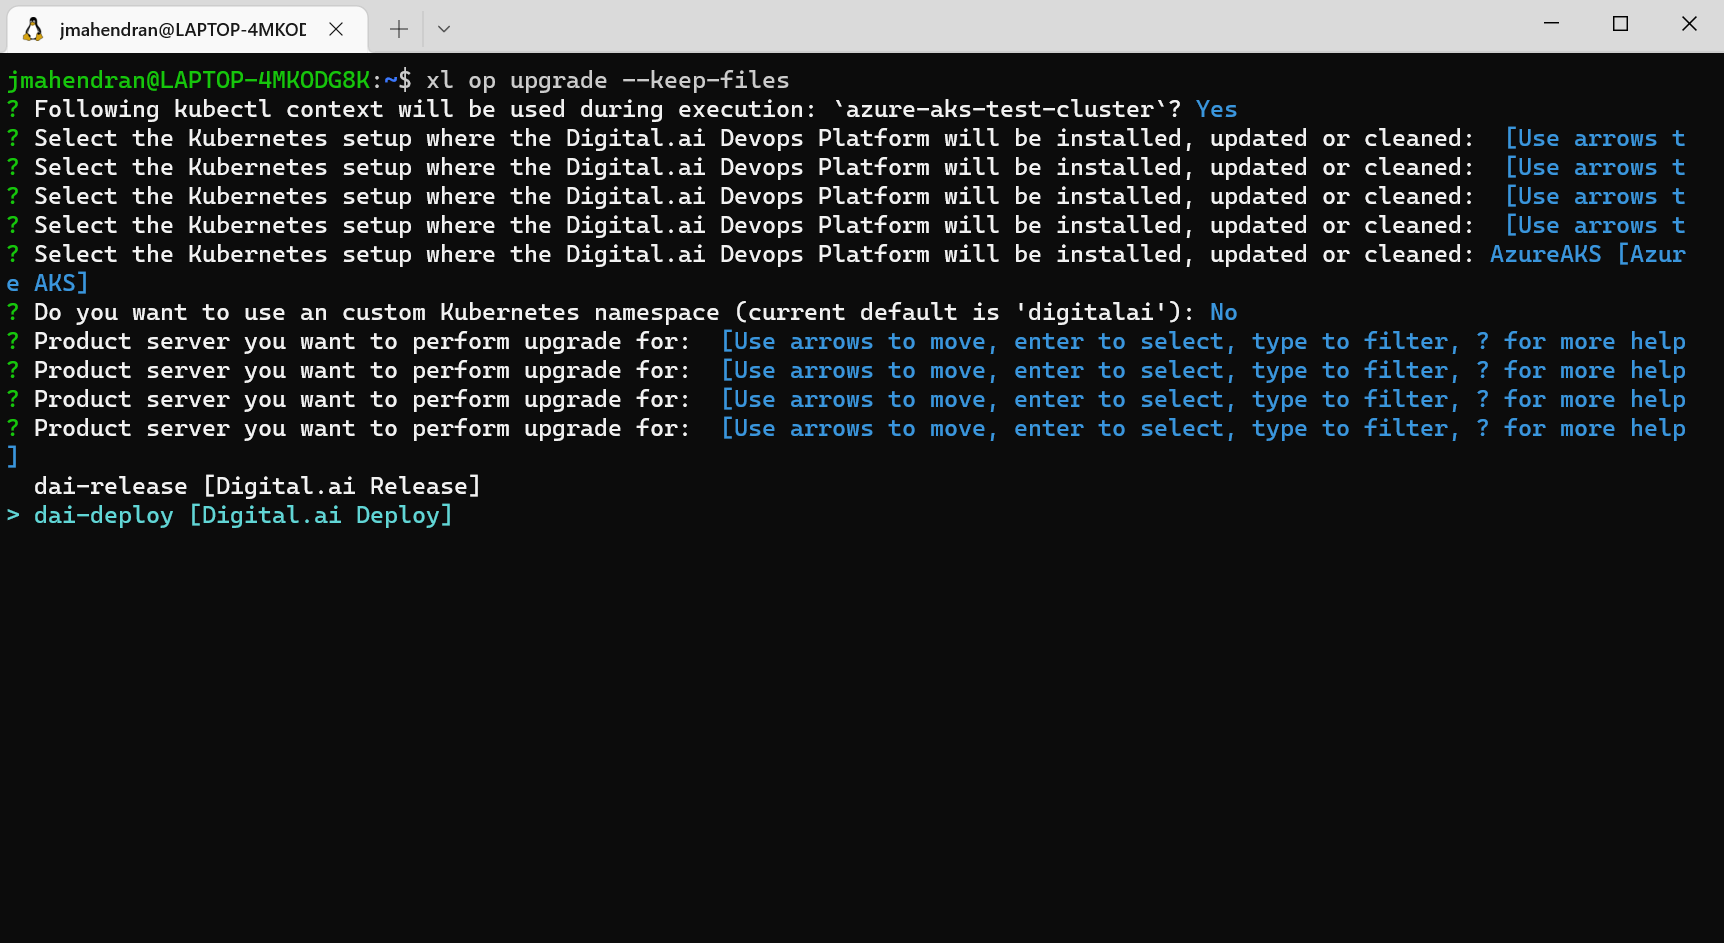 jmahendran@LAPTOP-4MKOD
jmahendran@LAPTOP-4MKODG8K:~$ xl op upgrade --keep-files
? Following kubectl context will be used during execution: `azure-aks-test-cluster`? Yes
? Select the Kubernetes setup where the Digital.ai Devops Platform will be installed, updated or cleaned:  [Use arrows t
? Select the Kubernetes setup where the Digital.ai Devops Platform will be installed, updated or cleaned:  [Use arrows t
? Select the Kubernetes setup where the Digital.ai Devops Platform will be installed, updated or cleaned:  [Use arrows t
? Select the Kubernetes setup where the Digital.ai Devops Platform will be installed, updated or cleaned:  [Use arrows t
? Select the Kubernetes setup where the Digital.ai Devops Platform will be installed, updated or cleaned: AzureAKS [Azur
e AKS]
? Do you want to use an custom Kubernetes namespace (current default is 'digitalai'): No
? Product server you want to perform upgrade for:  [Use arrows to move, enter to select, type to filter, ? for more help
? Product server you want to perform upgrade for:  [Use arrows to move, enter to select, type to filter, ? for more help
? Product server you want to perform upgrade for:  [Use arrows to move, enter to select, type to filter, ? for more help
? Product server you want to perform upgrade for:  [Use arrows to move, enter to select, type to filter, ? for more help
]
  dai-release [Digital.ai Release]
> dai-deploy [Digital.ai Deploy]